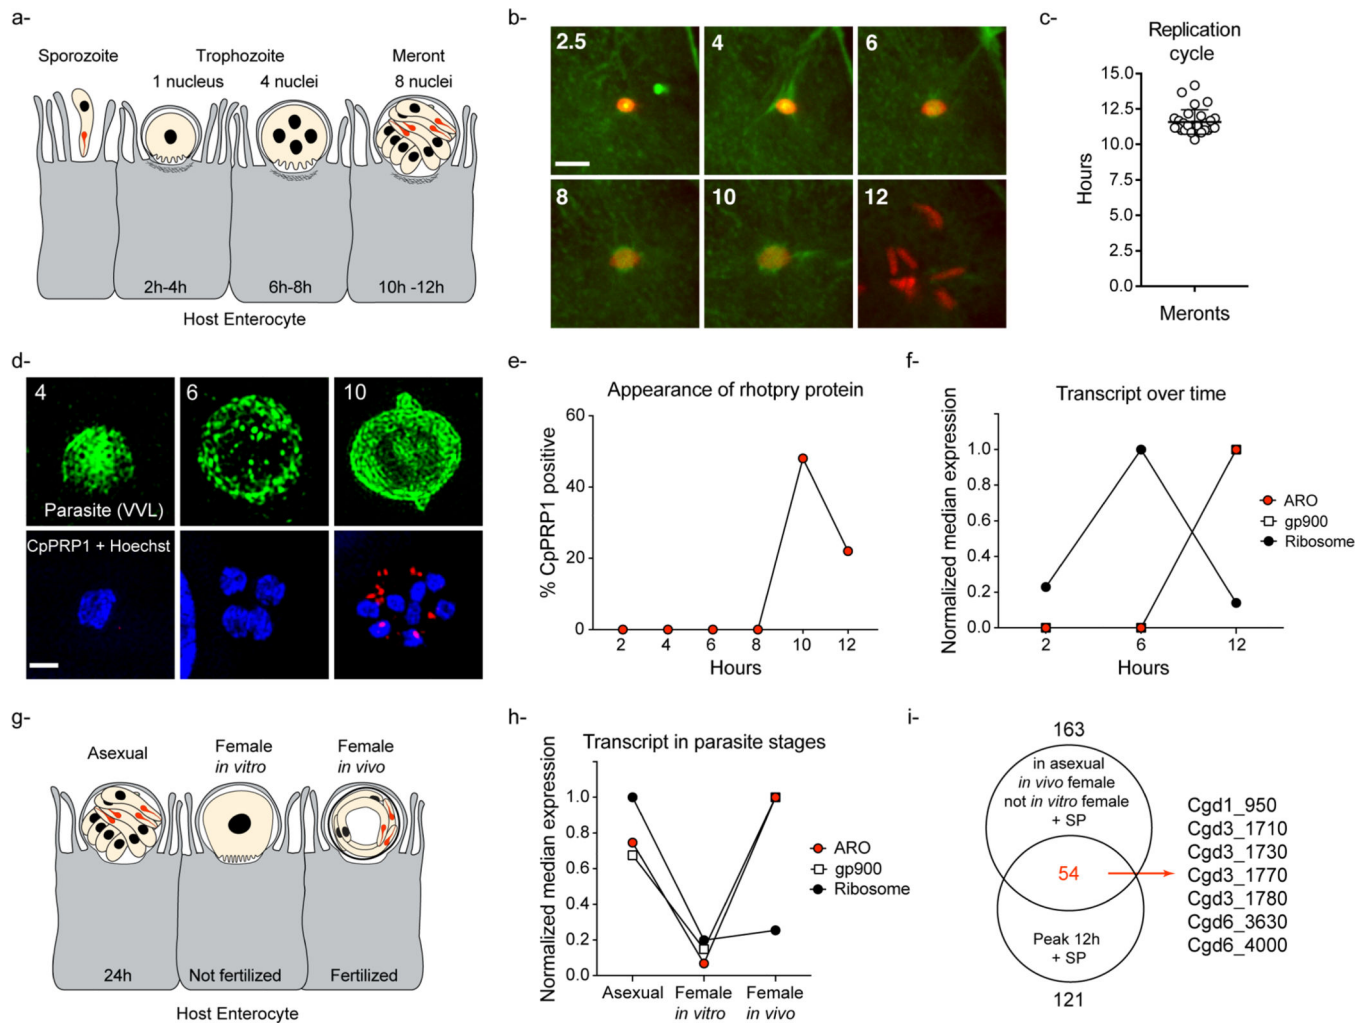 a-
Sporozoite
Trophozoite
1 nucleus
4 nuclei
Meront
8 nuclei
2h-4h
6h-8h
10h -12h
Host Enterocyte
b-
2.5
4
6
8
10
12
c-
Replication
cycle
15.0
12.5
10.0
7.5
5.0
2.5
0.0
Hours
Meronts
d-
4
6
10
Parasite (VVL)
CpPRP1 + Hoechst
e-
Appearance of rhotpry protein
% CpPRP1 positive
60
40
20
0
2
4
6
8
10
12
Hours
f-
Transcript over time
Normalized median expression
1.0
0.8
0.6
0.4
0.2
0.0
2
6
12
Hours
ARO
gp900
Ribosome
g-
Asexual
Female
in vitro
Female
in vivo
24h
Not fertilized
Fertilized
Host Enterocyte
h-
Transcript in parasite stages
Normalized median expression
1.0
0.8
0.6
0.4
0.2
0.0
Asexual
Female
in vitro
Female
in vivo
ARO
gp900
Ribosome
i-
163
in asexual
in vivo female
not in vitro female
+ SP
54
Peak 12h
+ SP
121
Cgd1_950
Cgd3_1710
Cgd3_1730
Cgd3_1770
Cgd3_1780
Cgd6_3630
Cgd6_4000